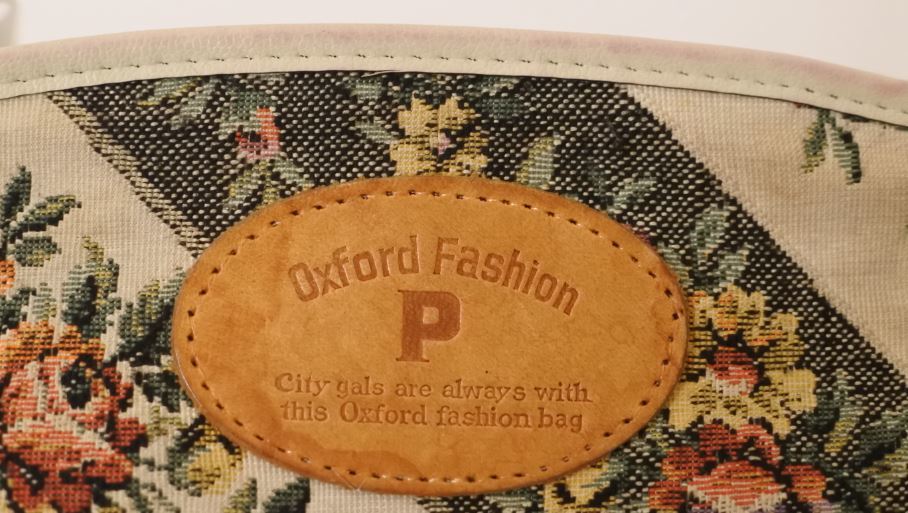 Oxford Fashion
P
City gals are always with
this Oxford fashion bag